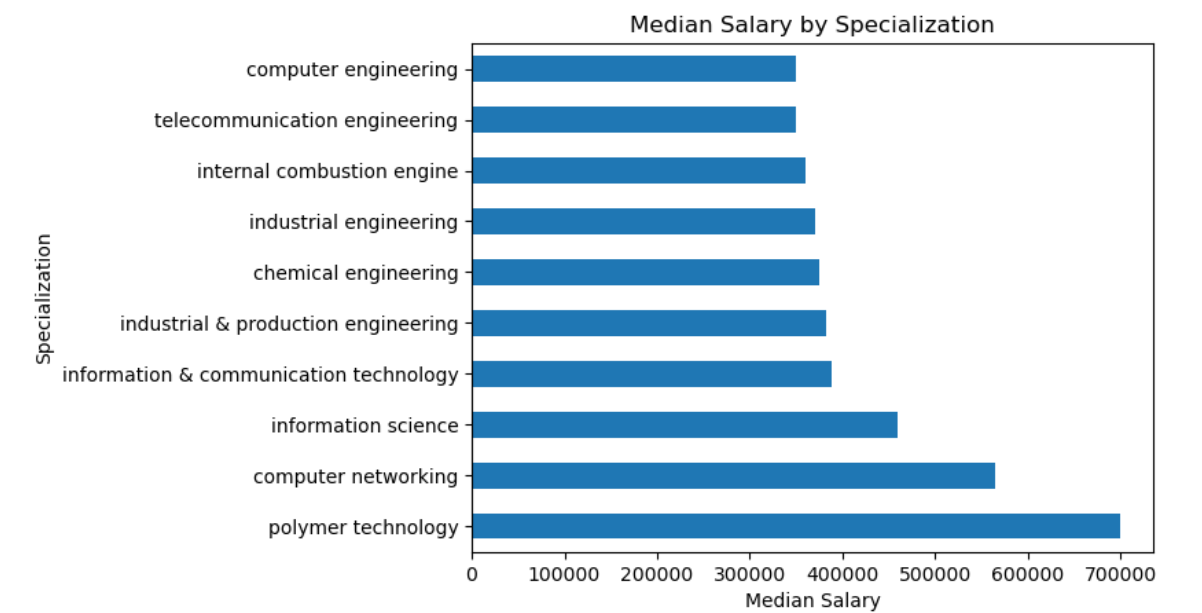 Median Salary by Specialization
Specialization
computer engineering
telecommunication engineering
internal combustion engine
industrial engineering
chemical engineering
industrial & production engineering
information & communication technology
information science
computer networking
polymer technology
0 100000 200000 300000 400000 500000 600000 700000
Median Salary